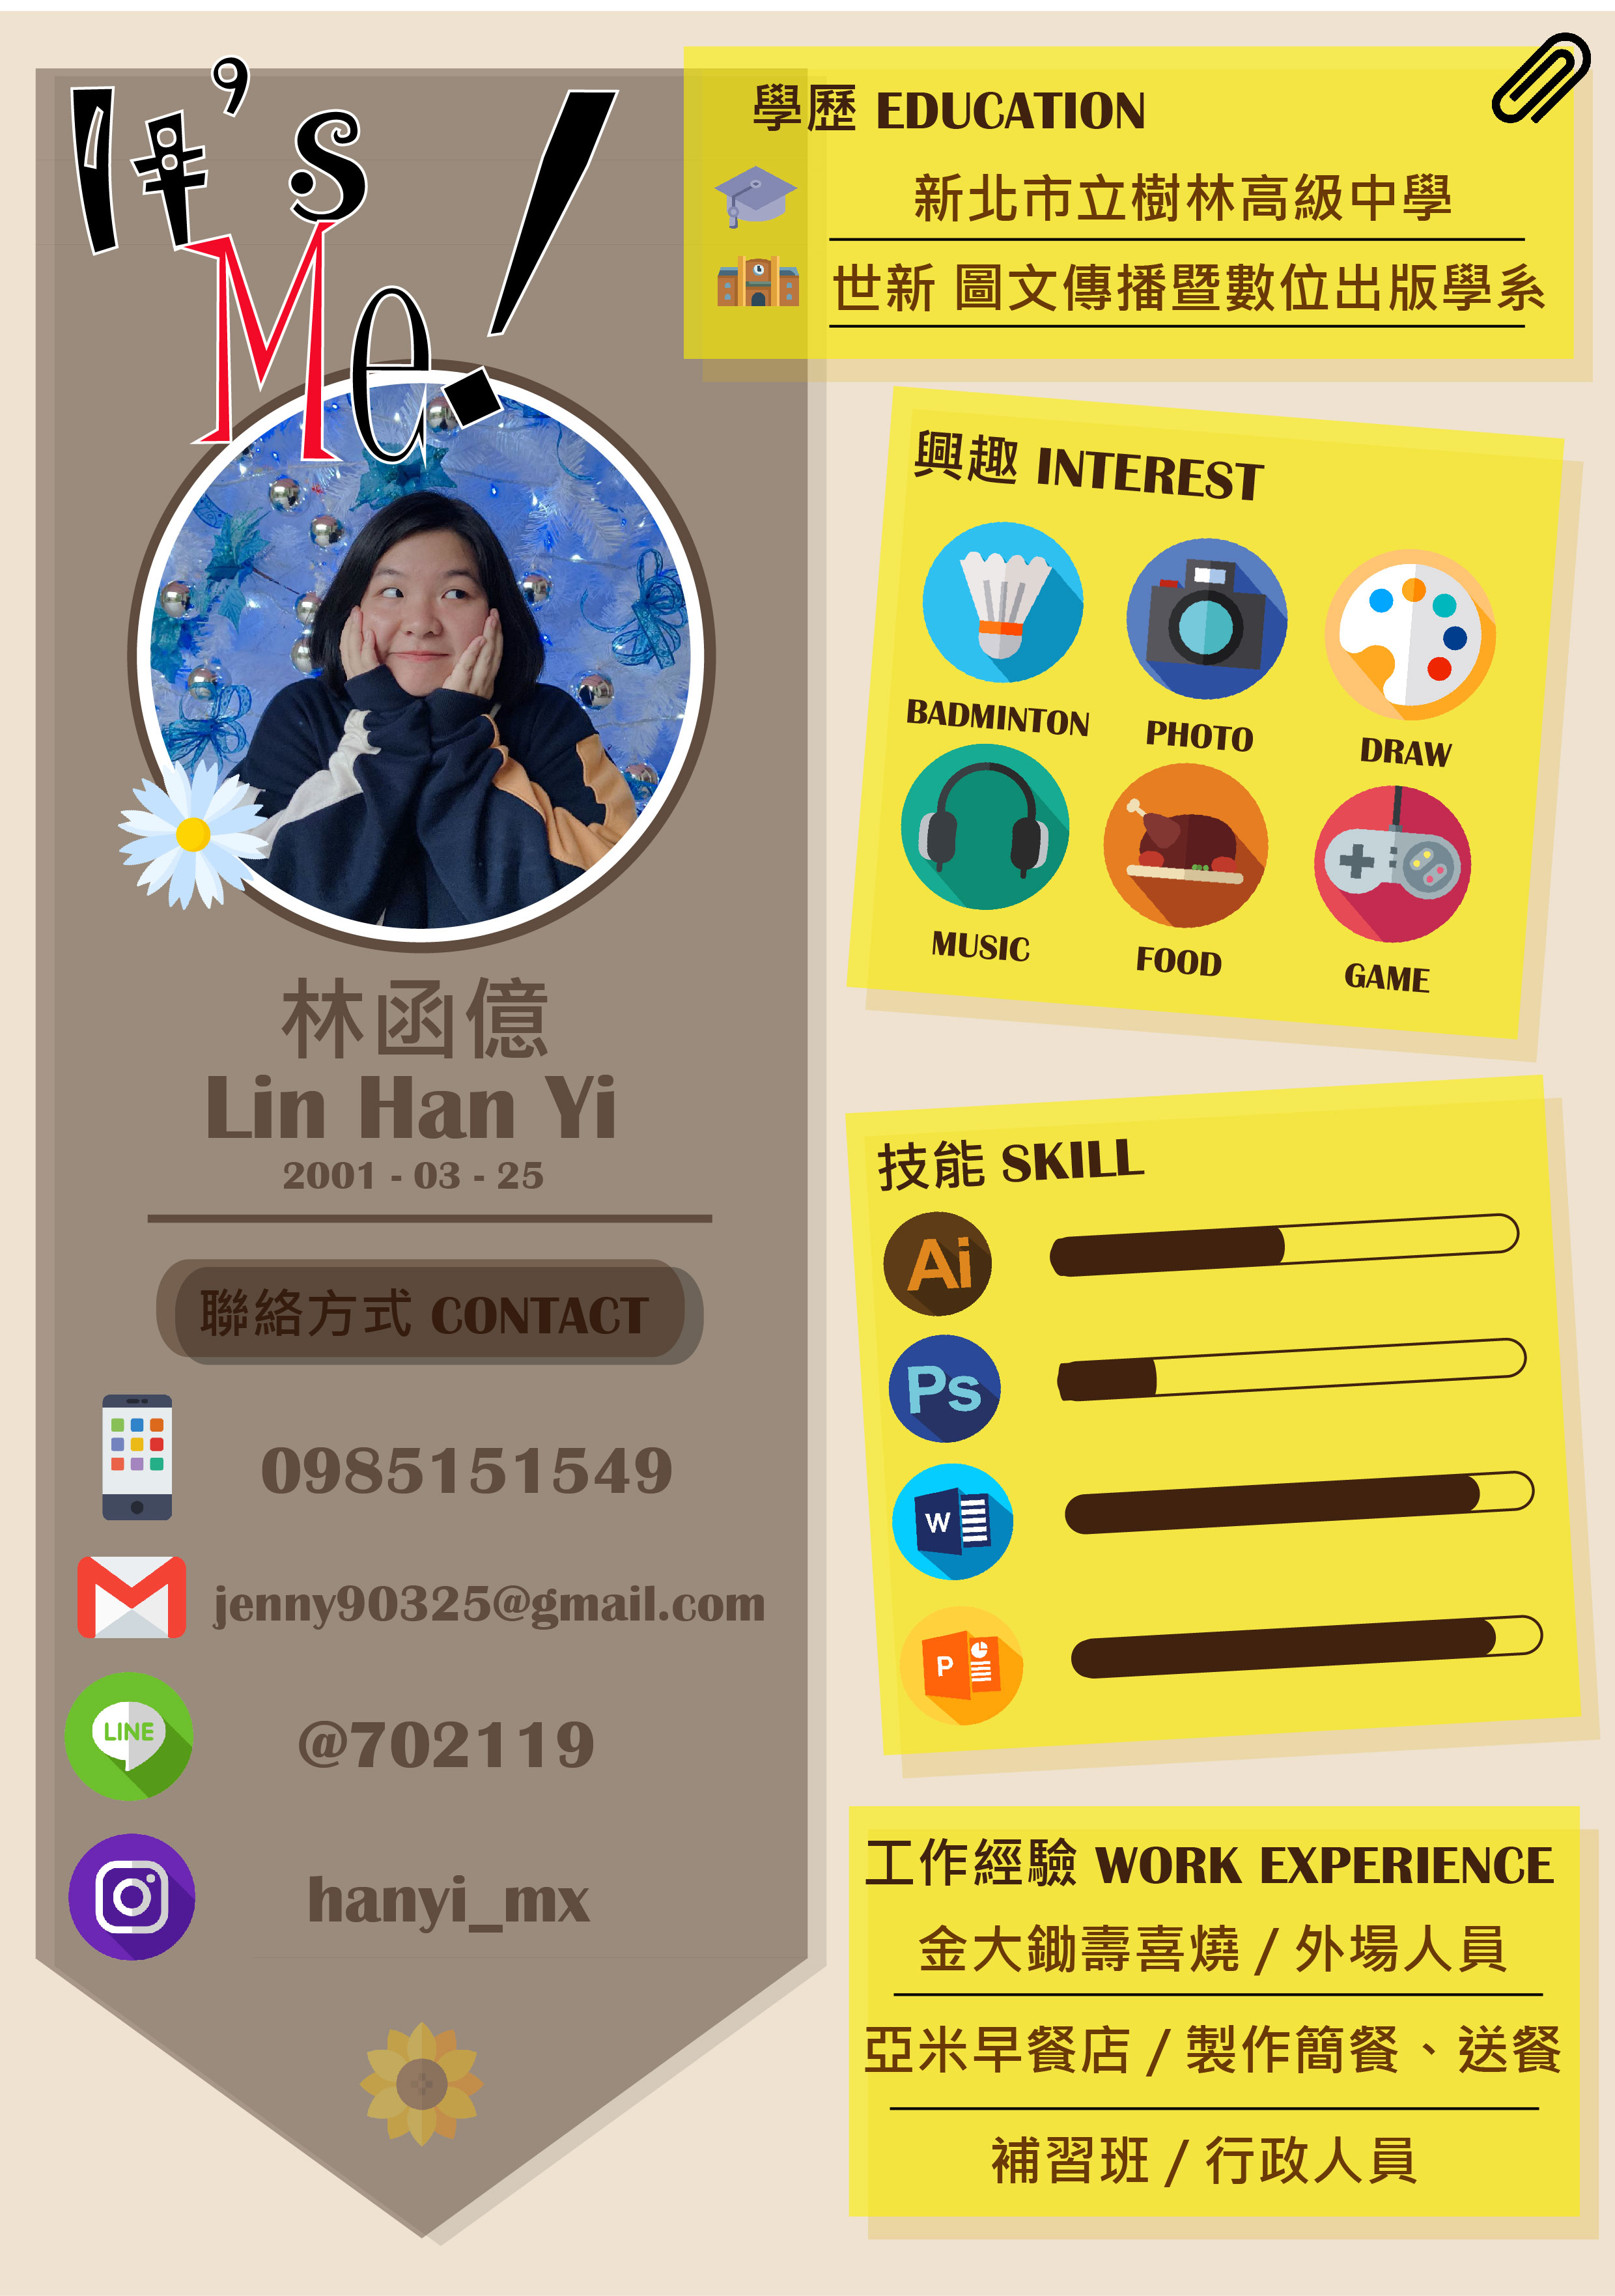 It's
Me!
林函億
Lin Han Yi
2001 - 03 - 25
聯絡方式 CONTACT
0985151549
jenny90325@gmail.com
LINE
@702119
hanyi_mx
學歷 EDUCATION
新北市立樹林高級中學
世新 圖文傳播暨數位出版學系
興趣 INTEREST
BADMINTON
PHOTO
DRAW
MUSIC
FOOD
GAME
技能 SKILL
Ai
Ps
W
P
工作經驗 WORK EXPERIENCE
金大鋤壽喜燒 / 外場人員
亞米早餐店 / 製作簡餐、送餐
補習班 / 行政人員